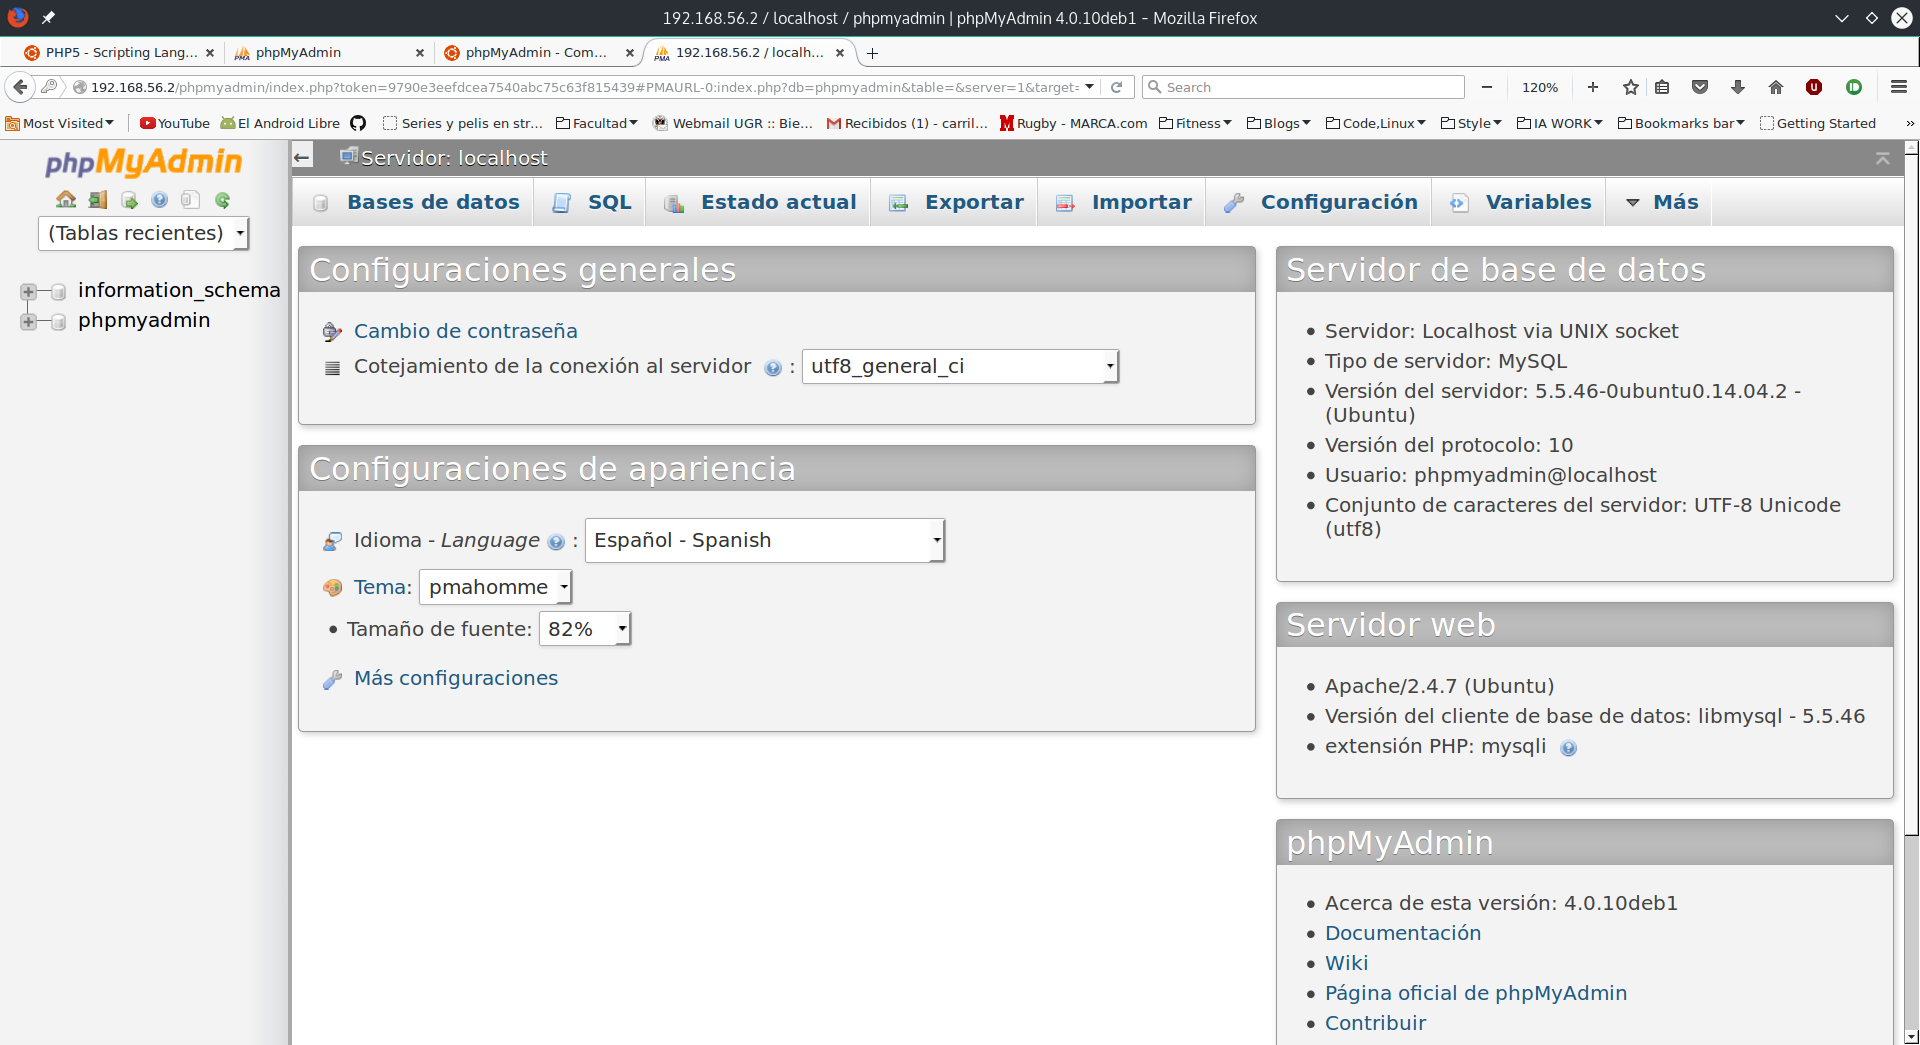 192.168.56.2 / localhost / phpmyadmin | phpMyAdmin 4.0.10deb1 - Mozilla Firefox
PHP5 - Scripting Lang...
phpMyAdmin
phpMyAdmin - Com...
192.168.56.2 / localh...
192.168.56.2/phpmyadmin/index.php?token=9790e3eefdcea7540abc75c63f815439#PMAURL-0:index.php?db=phpmyadmin&table=&server=1&target=
Search
120%
Most Visited
YouTube
El Android Libre
Series y pelis en str...
Facultad
Webmail UGR :: Bie...
Recibidos (1) - carril...
Rugby - MARCA.com
Fitness
Blogs
Code,Linux
Style
IA WORK
Bookmarks bar
Getting Started
phpMyAdmin
(Tablas recientes)
information_schema
phpmyadmin
Servidor: localhost
Bases de datos
SQL
Estado actual
Exportar
Importar
Configuración
Variables
Más
Configuraciones generales
Cambio de contraseña
Cotejamiento de la conexión al servidor : utf8_general_ci
Configuraciones de apariencia
Idioma - Language : Español - Spanish
Tema: pmahomme
Tamaño de fuente: 82%
Más configuraciones
Servidor de base de datos
Servidor: Localhost via UNIX socket
Tipo de servidor: MySQL
Versión del servidor: 5.5.46-0ubuntu0.14.04.2 -
(Ubuntu)
Versión del protocolo: 10
Usuario: phpmyadmin@localhost
Conjunto de caracteres del servidor: UTF-8 Unicode
(utf8)
Servidor web
Apache/2.4.7 (Ubuntu)
Versión del cliente de base de datos: libmysql - 5.5.46
extensión PHP: mysqli
phpMyAdmin
Acerca de esta versión: 4.0.10deb1
Documentación
Wiki
Página oficial de phpMyAdmin
Contribuir